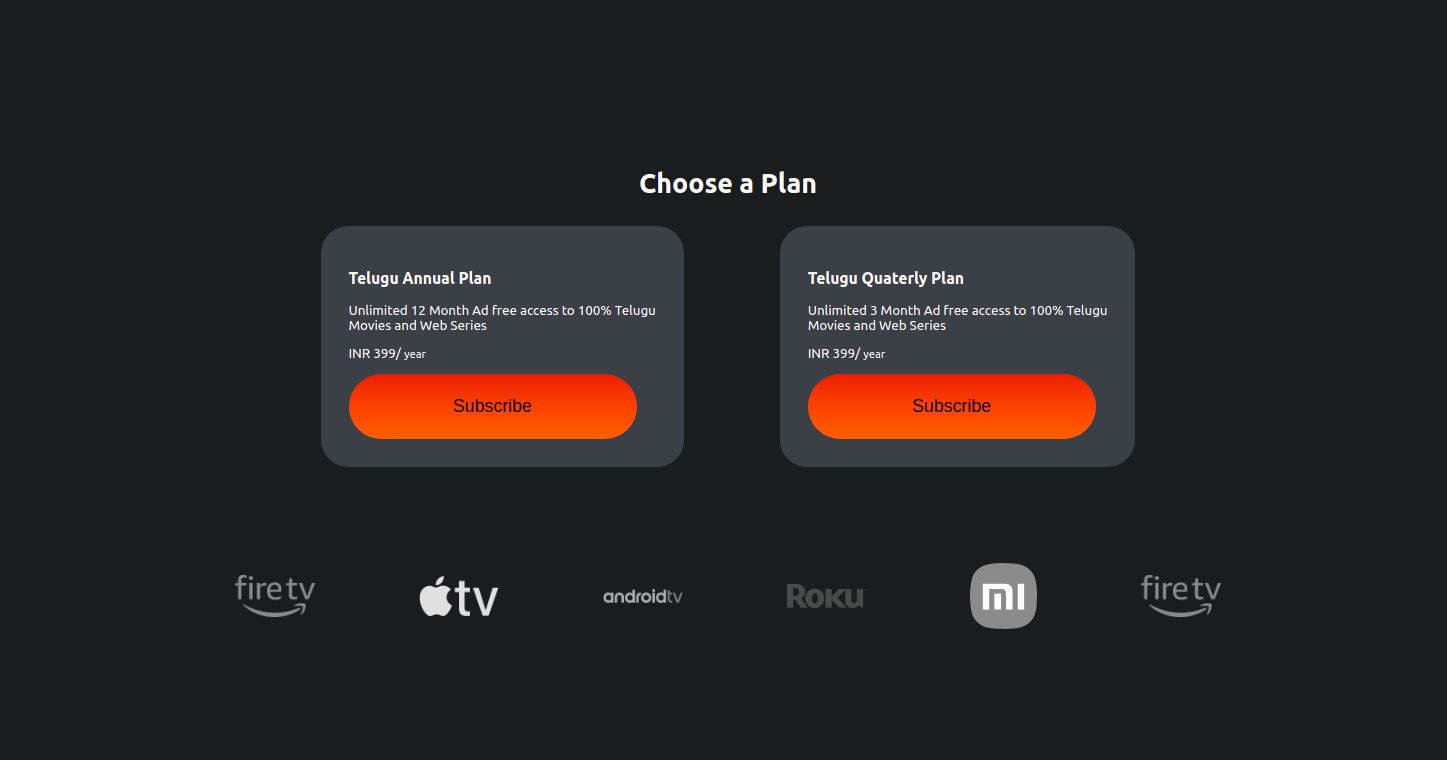 Choose a Plan
Telugu Annual Plan
Unlimited 12 Month Ad free access to 100% Telugu
Movies and Web Series
INR 399/ year
Subscribe
Telugu Quaterly Plan
Unlimited 3 Month Ad free access to 100% Telugu
Movies and Web Series
INR 399/ year
Subscribe
fire tv
tv
androidtv
Roku
mi
fire tv